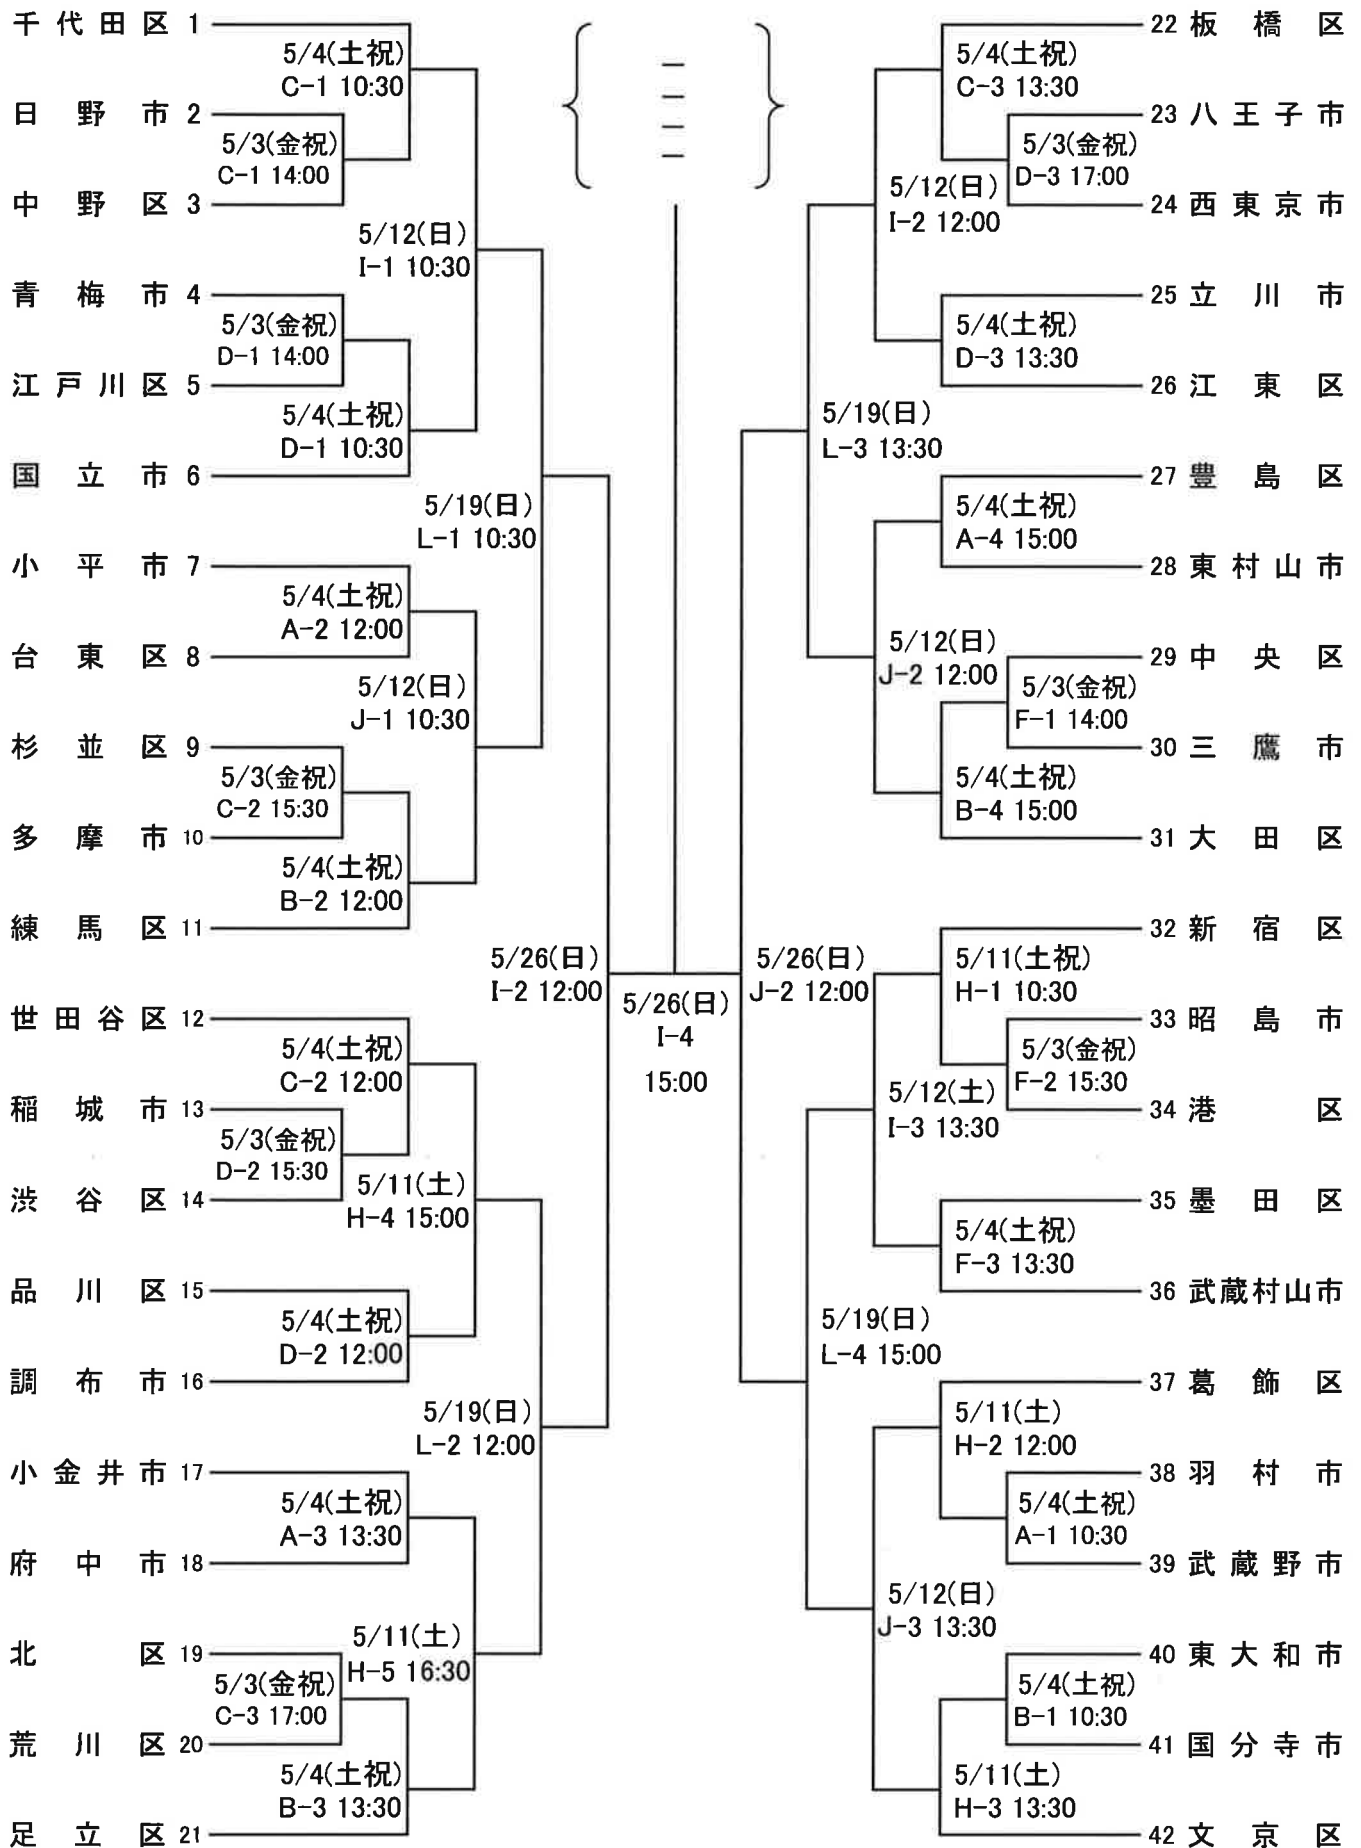 千代田区 1
5/4(土祝)
C-1 10:30
日野市 2
5/3(金祝)
C-1 14:00
中野区 3
5/12(日)
I-1 10:30
青梅市 4
5/3(金祝)
D-1 14:00
江戸川区 5
5/4(土祝)
D-1 10:30
国立市 6
5/19(日)
L-1 10:30
小平市 7
5/4(土祝)
A-2 12:00
台東区 8
5/12(日)
J-1 10:30
杉並区 9
5/3(金祝)
C-2 15:30
多摩市 10
5/4(土祝)
B-2 12:00
練馬区 11
5/26(日)
I-2 12:00
世田谷区 12
5/4(土祝)
C-2 12:00
稲城市 13
5/3(金祝)
D-2 15:30
渋谷区 14
5/11(土)
H-4 15:00
品川区 15
5/4(土祝)
D-2 12:00
調布市 16
5/19(日)
L-2 12:00
小金井市 17
5/4(土祝)
A-3 13:30
府中市 18
5/11(土)
H-5 16:30
北区 19
5/3(金祝)
C-3 17:00
荒川区 20
5/4(土祝)
B-3 13:30
足立区 21
5/26(日)
I-4
15:00
22 板橋区
5/4(土祝)
C-3 13:30
23 八王子市
5/3(金祝)
D-3 17:00
24 西東京市
5/12(日)
I-2 12:00
25 立川市
5/4(土祝)
D-3 13:30
26 江東区
5/19(日)
L-3 13:30
27 豊島区
5/4(土祝)
A-4 15:00
28 東村山市
5/12(日)
J-2 12:00
29 中央区
5/3(金祝)
F-1 14:00
30 三鷹市
5/4(土祝)
B-4 15:00
31 大田区
5/26(日)
J-2 12:00
32 新宿区
5/11(土祝)
H-1 10:30
33 昭島市
5/3(金祝)
F-2 15:30
34 港区
5/12(土)
I-3 13:30
35 墨田区
5/4(土祝)
F-3 13:30
36 武蔵村山市
5/19(日)
L-4 15:00
37 葛飾区
5/11(土)
H-2 12:00
38 羽村市
5/4(土祝)
A-1 10:30
39 武蔵野市
5/12(日)
J-3 13:30
40 東大和市
5/4(土祝)
B-1 10:30
41 国分寺市
5/11(土)
H-3 13:30
42 文京区